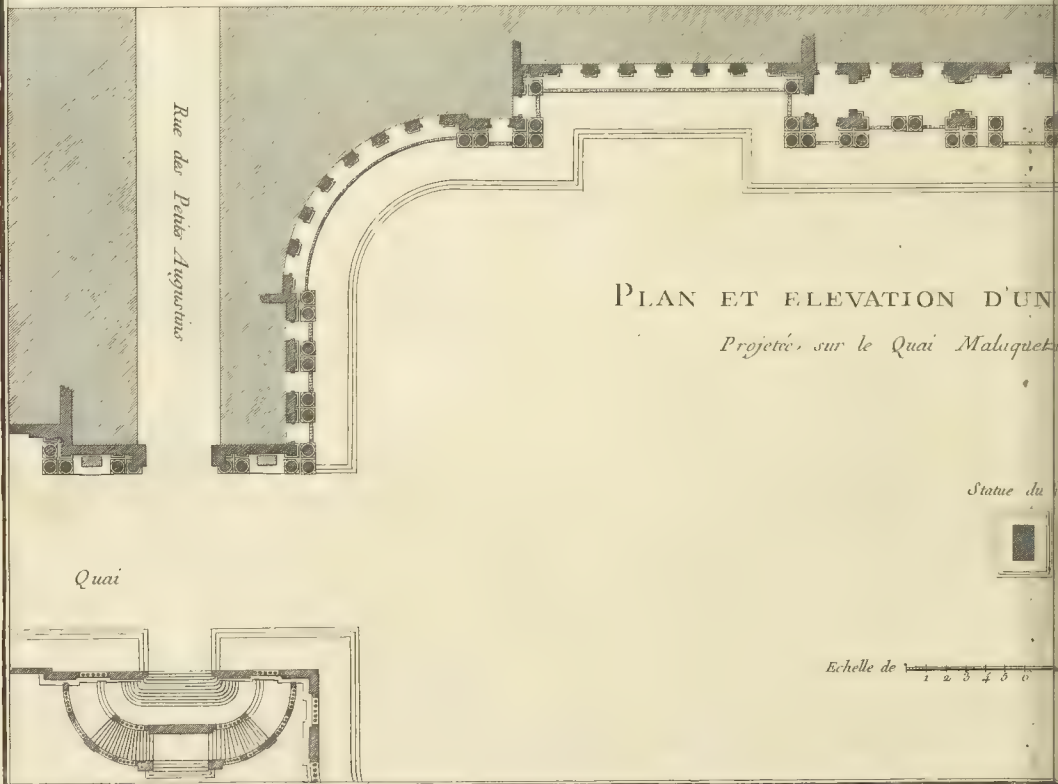 Rue des Petits Augustins
PLAN ET ELEVATION D'UN
Projetée sur le Quai Malaquet
Statue du
Quai
Echelle de
1 2 3 4 5 6